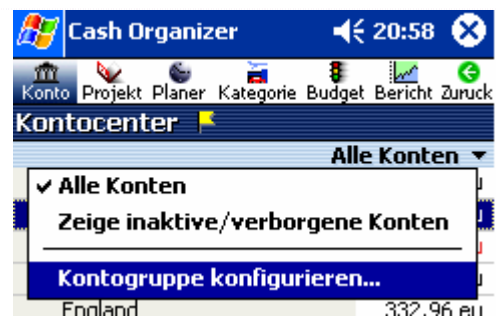 Cash Organizer 20:58
Konto Projekt Planer Kategorie Budget Bericht Zuruck
Kontocenter
Alle Konten
Alle Konten
Zeige inaktive/verborgene Konten
Kontogruppe konfigurieren...
England 332,96 eu